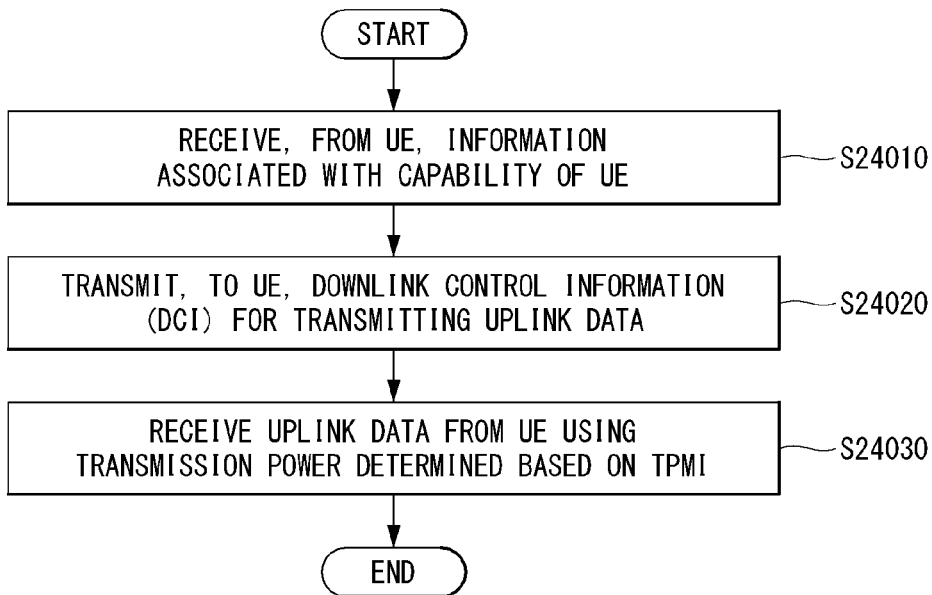 START
RECEIVE, FROM UE, INFORMATION
ASSOCIATED WITH CAPABILITY OF UE
S24010
TRANSMIT, TO UE, DOWNLINK CONTROL INFORMATION
(DCI) FOR TRANSMITTING UPLINK DATA
S24020
RECEIVE UPLINK DATA FROM UE USING
TRANSMISSION POWER DETERMINED BASED ON TPMI
S24030
END